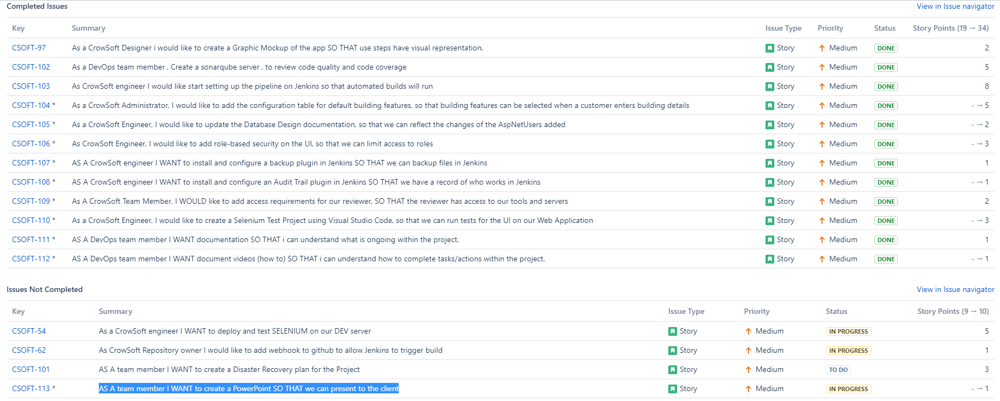 Completed Issues View in Issue navigator
Key Summary Issue Type Priority Status Story Points (19 → 34)
CSOFT-97 As a CrowSoft Designer i would like to create a Graphic Mockup of the app SO THAT use steps have visual representation. Story Medium DONE 2
CSOFT-102 As a DevOps team member , Create a sonarqube server , to review code quality and code coverage Story Medium DONE 5
CSOFT-103 As CrowSoft engineer I would like start setting up the pipeline on Jenkins so that automated builds will run Story Medium DONE 8
CSOFT-104 * As a CrowSoft Administrator, I would like to add the configuration table for default building features, so that building features can be selected when a customer enters building details Story Medium DONE - → 5
CSOFT-105 * As a CrowSoft Engineer, I would like to update the Database Design documentation, so that we can reflect the changes of the AspNetUsers added Story Medium DONE - → 2
CSOFT-106 * As CrowSoft Engineer, I would like to add role-based security on the UI, so that we can limit access to roles Story Medium DONE - → 3
CSOFT-107 * AS A CrowSoft engineer I WANT to install and configure a backup plugin in Jenkins SO THAT we can backup files in Jenkins Story Medium DONE 1
CSOFT-108 * AS A CrowSoft engineer I WANT to install and configure an Audit Trail plugin in Jenkins SO THAT we have a record of who works in Jenkins Story Medium DONE - → 1
CSOFT-109 * As A CrowSoft Team Member, I WOULD like to add access requirements for our reviewer, SO THAT the reviewer has access to our tools and servers Story Medium DONE 2
CSOFT-110 * As a CrowSoft Engineer, I would like to create a Selenium Test Project using Visual Studio Code, so that we can run tests for the UI on our Web Application Story Medium DONE - → 3
CSOFT-111 * AS A DevOps team member I WANT documentation SO THAT i can understand what is ongoing within the project. Story Medium DONE 1
CSOFT-112 * AS A DevOps team member I WANT document videos (how to) SO THAT i can understand how to complete tasks/actions within the project. Story Medium DONE - → 1
Issues Not Completed View in Issue navigator
Key Summary Issue Type Priority Status Story Points (9 → 10)
CSOFT-54 As a CrowSoft engineer I WANT to deploy and test SELENIUM on our DEV server Story Medium IN PROGRESS 5
CSOFT-62 As CrowSoft Repository owner I would like to add webhook to github to allow Jenkins to trigger build Story Medium IN PROGRESS 1
CSOFT-101 AS A team member I WANT to create a Disaster Recovery plan for the Project Story Medium TO DO 3
CSOFT-113 * AS A team member I WANT to create a PowerPoint SO THAT we can present to the client Story Medium IN PROGRESS - → 1